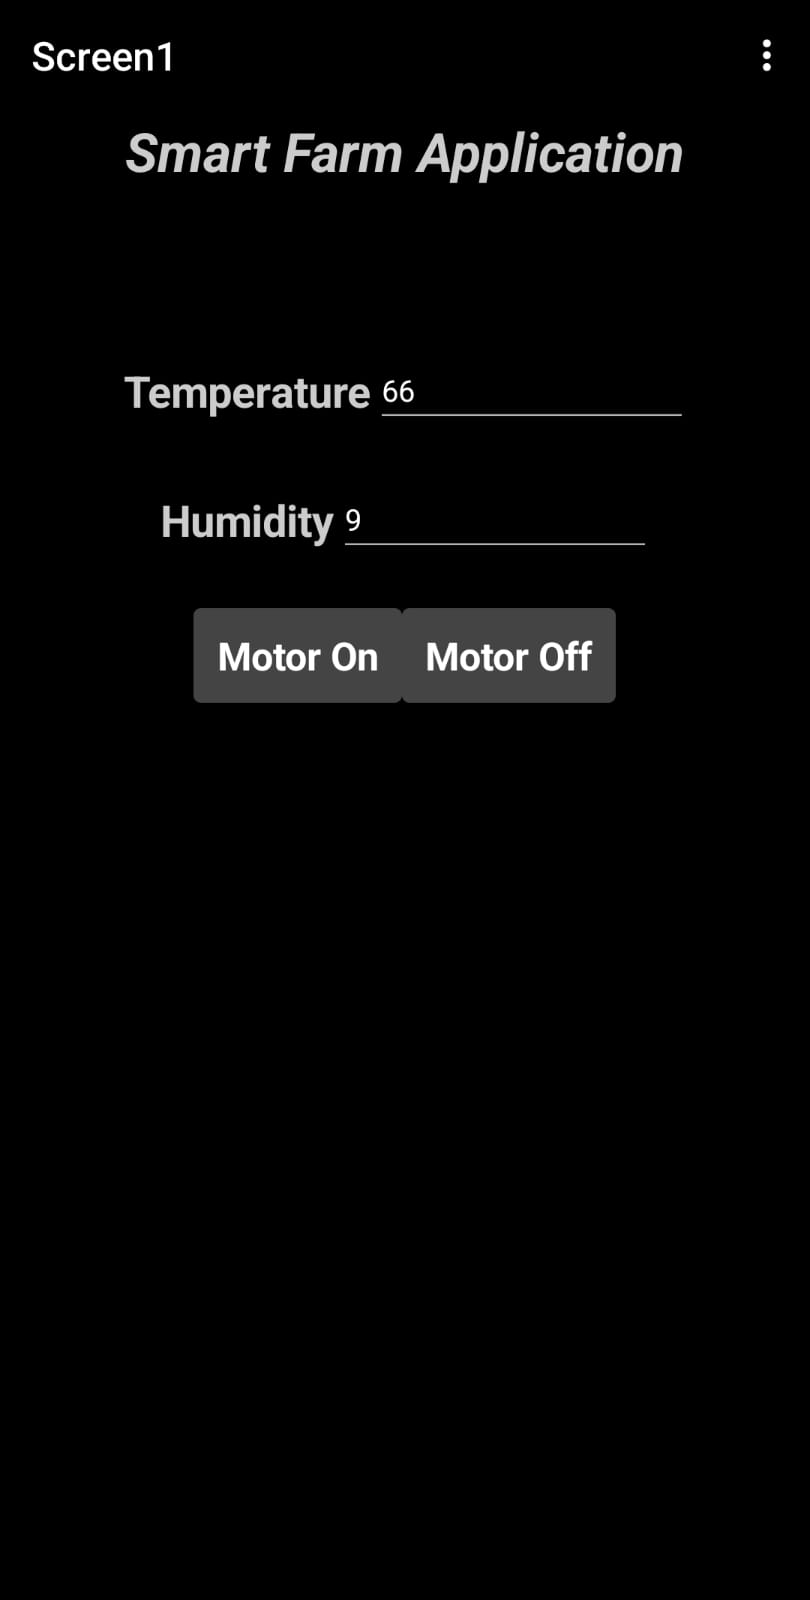 Screen1
Smart Farm Application
Temperature 66
Humidity 9
Motor On Motor Off